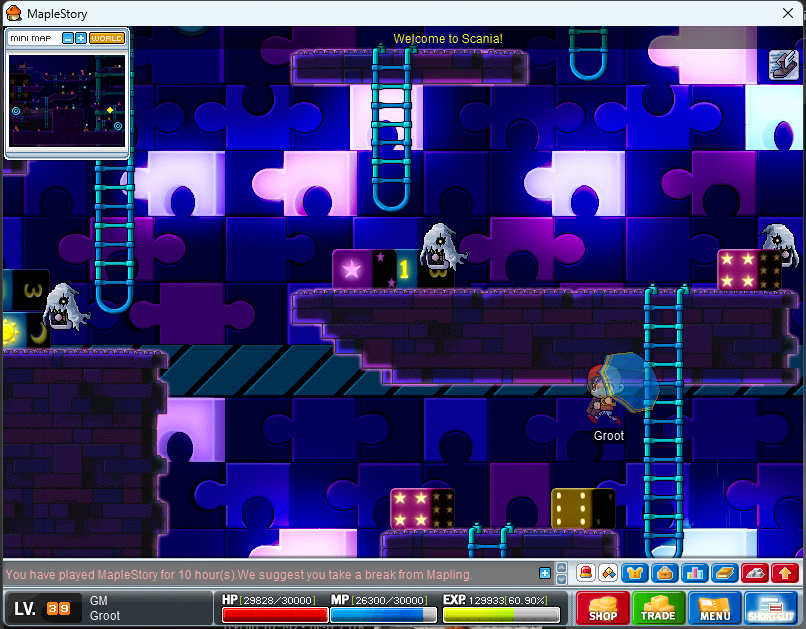 MapleStory
MINI MAP
WORLD
Welcome to Scania!
1
Groot
You have played MapleStory for 10 hour(s).We suggest you take a break from Mapling.
LV. 39
GM
Groot
HP[29828/30000]
MP[26300/30000]
EXP 129933[60.90%]
SHOP
TRADE
MENU
SHORTCUT